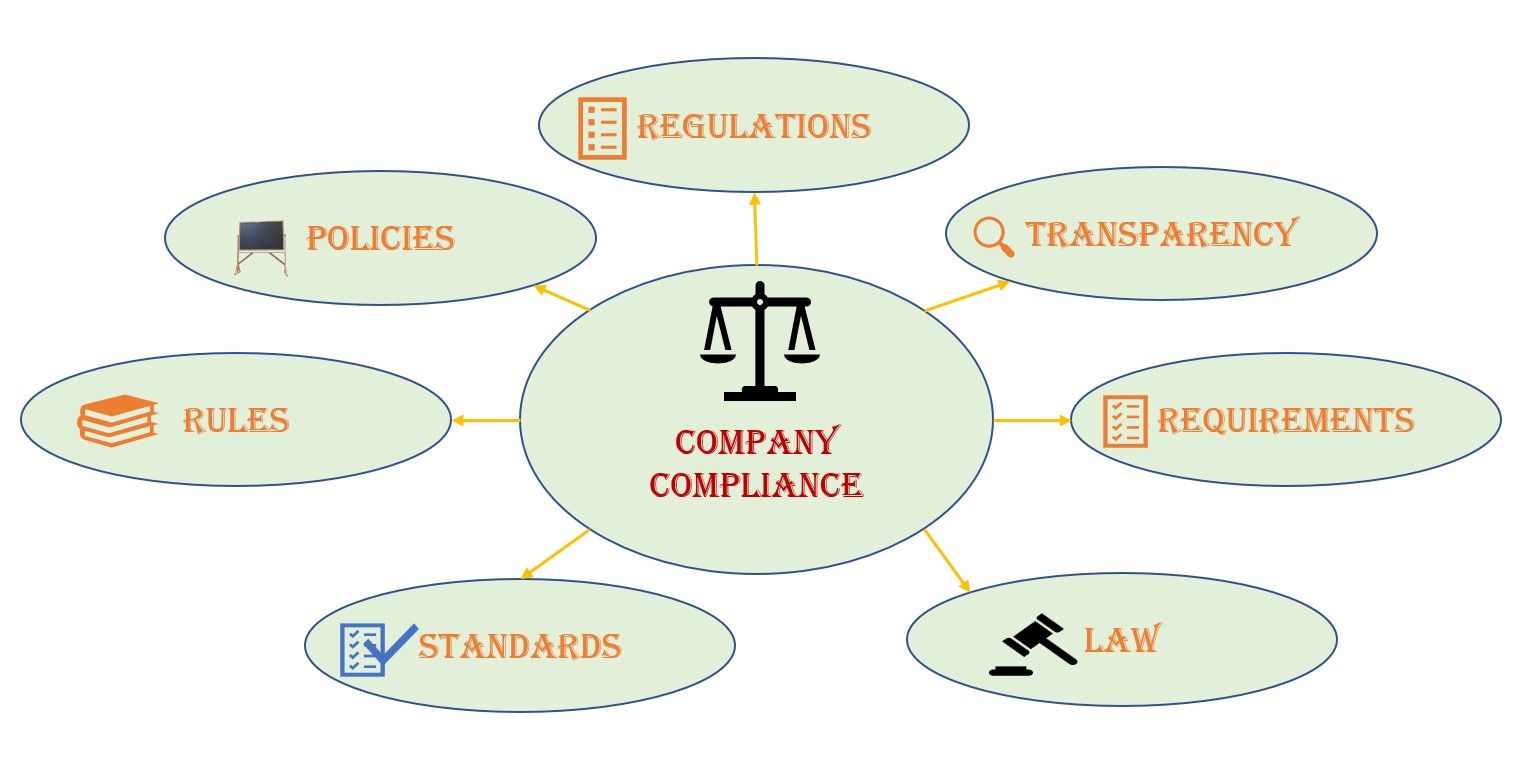 REGULATIONS
POLICIES
TRANSPARENCY
RULES
COMPANY
COMPLIANCE
REQUIREMENTS
STANDARDS
LAW